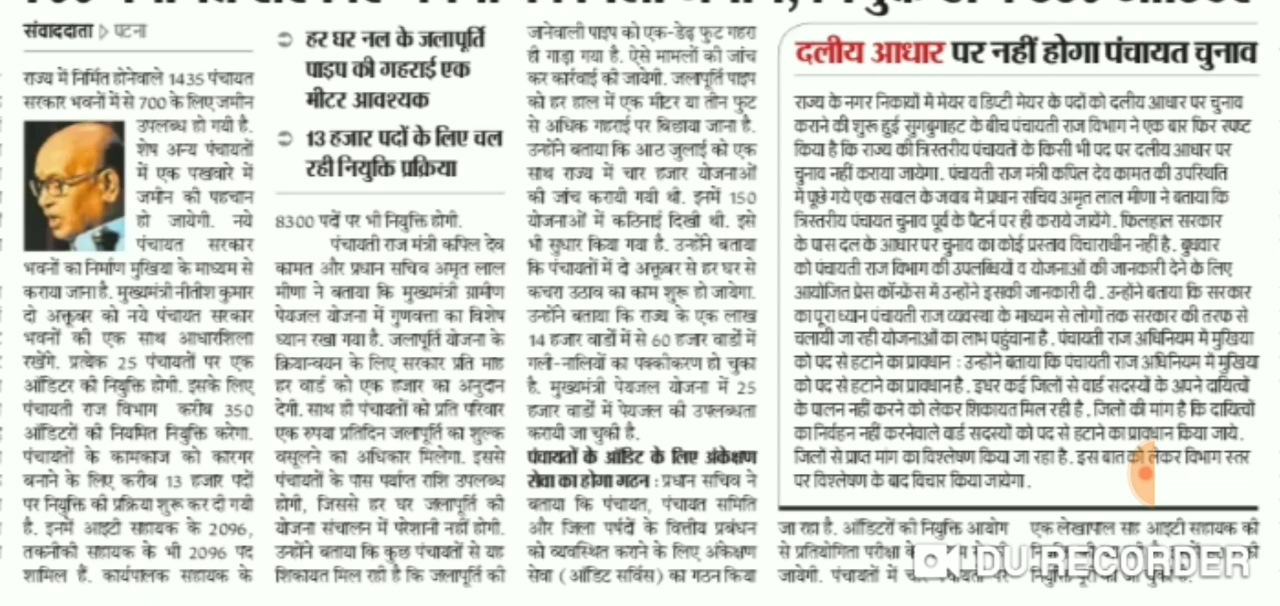 संवाददाता ▷ पटना
राज्य में निर्मित होनेवाले 1435 पंचायत
सरकार भवनों में से 700 के लिए जमीन
उपलब्ध हो गयी है.
शेष अन्य पंचायतों
में एक पखवारे में
जमीन की पहचान
हो जायेगी. नये
पंचायत सरकार
भवनों का निर्माण मुखिया के माध्यम से
कराया जाना है. मुख्यमंत्री नीतीश कुमार
दो अक्तूबर को नये पंचायत सरकार
भवनों की एक साथ आधारशिला
रखेंगे. प्रत्येक 25 पंचायतों पर एक
ऑडिटर की नियुक्ति होगी. इसके लिए
पंचायती राज विभाग करीब 350
ऑडिटरों की नियमित नियुक्ति करेगा.
पंचायतों के कामकाज को कारगर
बनाने के लिए करीब 13 हजार पदों
पर नियुक्ति की प्रक्रिया शुरू कर दी गयी
है. इनमें आइटी सहायक के 2096,
तकनीकी सहायक के भी 2096 पद
शामिल हैं. कार्यपालक सहायक के
हर घर नल के जलापूर्ति
पाइप की गहराई एक
मीटर आवश्यक
13 हजार पदों के लिए चल
रही नियुक्ति प्रक्रिया
8300 पदों पर भी नियुक्ति होगी.
पंचायती राज मंत्री कपिल देव
कामत और प्रधान सचिव अमृत लाल
मीणा ने बताया कि मुख्यमंत्री ग्रामीण
पेयजल योजना में गुणवत्ता का विशेष
ध्यान रखा गया है. जलापूर्ति योजना के
क्रियान्वयन के लिए सरकार प्रति माह
हर वार्ड को एक हजार का अनुदान
देगी. साथ ही पंचायतों को प्रति परिवार
एक रुपया प्रतिदिन जलापूर्ति का शुल्क
वसूलने का अधिकार मिलेगा. इससे
पंचायतों के पास पर्याप्त राशि उपलब्ध
होगी, जिससे हर घर जलापूर्ति की
योजना संचालन में परेशानी नहीं होगी.
उन्होंने बताया कि कुछ पंचायतों से यह
शिकायत मिल रही है कि जलापूर्ति की
जानेवाली पाइप को एक-डेढ़ फुट गहरा
ही गाड़ा गया है. ऐसे मामलों की जांच
कर कार्रवाई की जायेगी. जलापूर्ति पाइप
को हर हाल में एक मीटर या तीन फुट
से अधिक गहराई पर बिछाया जाना है.
उन्होंने बताया कि आठ जुलाई को एक
साथ राज्य में चार हजार योजनाओं
की जांच करायी गयी थी. इनमें 150
योजनाओं में कठिनाई दिखी थी. इसे
भी सुधार किया गया है. उन्होंने बताया
कि पंचायतों में दो अक्तूबर से हर घर से
कचरा उठाव का काम शुरू हो जायेगा.
उन्होंने बताया कि राज्य के एक लाख
14 हजार वार्डों में से 60 हजार वार्डों में
गली-नालियों का पक्कीकरण हो चुका
है. मुख्यमंत्री पेयजल योजना में 25
हजार वार्डों में पेयजल की उपलब्धता
करायी जा चुकी है.
पंचायतों के ऑडिट के लिए अंकेक्षण
सेवा का होगा गठन : प्रधान सचिव ने
बताया कि पंचायत, पंचायत समिति
और जिला पर्षदों के वित्तीय प्रबंधन
को व्यवस्थित कराने के लिए अंकेक्षण
सेवा (ऑडिट सर्विस) का गठन किया
दलीय आधार पर नहीं होगा पंचायत चुनाव
राज्य के नगर निकायों में मेयर व डिप्टी मेयर के पदों को दलीय आधार पर चुनाव
कराने की शुरू हुई सुगबुगाहट के बीच पंचायती राज विभाग ने एक बार फिर स्पष्ट
किया है कि राज्य की त्रिस्तरीय पंचायतों के किसी भी पद पर दलीय आधार पर
चुनाव नहीं कराया जायेगा. पंचायती राज मंत्री कपिल देव कामत की उपस्थिति
में पूछे गये एक सवाल के जवाब में प्रधान सचिव अमृत लाल मीणा ने बताया कि
त्रिस्तरीय पंचायत चुनाव पूर्व के पैटर्न पर ही कराये जायेंगे. फिलहाल सरकार
के पास दल के आधार पर चुनाव का कोई प्रस्ताव विचाराधीन नहीं है. बुधवार
को पंचायती राज विभाग की उपलब्धियों व योजनाओं की जानकारी देने के लिए
आयोजित प्रेस कॉन्फ्रेंस में उन्होंने इसकी जानकारी दी. उन्होंने बताया कि सरकार
का पूरा ध्यान पंचायती राज व्यवस्था के माध्यम से लोगों तक सरकार की तरफ से
चलायी जा रही योजनाओं का लाभ पहुंचाना है. पंचायती राज अधिनियम में मुखिया
को पद से हटाने का प्रावधान : उन्होंने बताया कि पंचायती राज अधिनियम में मुखिया
को पद से हटाने का प्रावधान है. इधर कई जिलों से वार्ड सदस्यों के अपने दायित्वों
के पालन नहीं करने को लेकर शिकायत मिल रही है. जिलों की मांग है कि दायित्वों
का निर्वहन नहीं करनेवाले वार्ड सदस्यों को पद से हटाने का प्रावधान किया जाये.
जिलों से प्राप्त मांग का विश्लेषण किया जा रहा है. इस बात को लेकर विभाग स्तर
पर विश्लेषण के बाद विचार किया जायेगा.
जा रहा है. ऑडिटरों की नियुक्ति आयोग
से प्रतियोगिता परीक्षा के
जायेगी. पंचायतों में चार पंचायतों पर
एक लेखापाल सह आइटी सहायक की
DU RECORDER